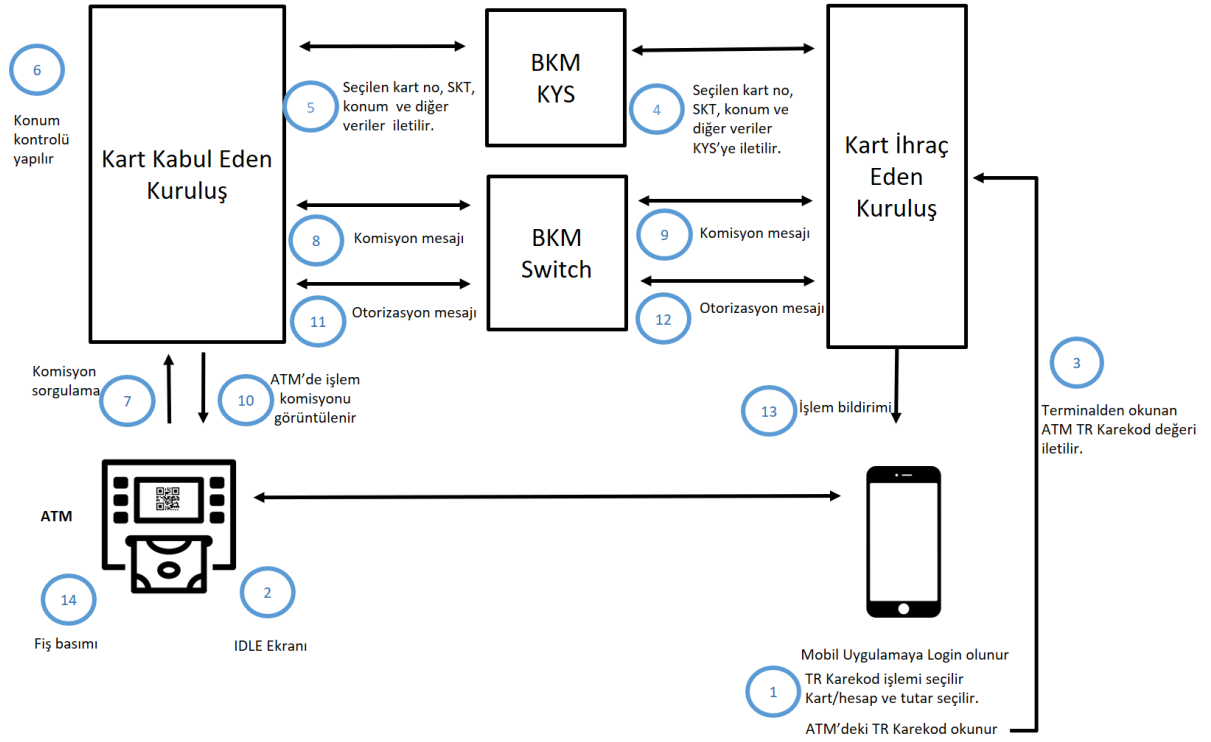 6
Konum
kontrolü
yapılır
Kart Kabul Eden
Kuruluş
5
Seçilen kart no, SKT,
konum ve diğer
veriler iletilir.
BKM
KYS
4
Seçilen kart no,
SKT, konum ve
diğer veriler
KYS'ye iletilir.
Kart İhraç
Eden
Kuruluş
8
Komisyon mesajı
BKM
Switch
9
Komisyon mesajı
11
Otorizasyon mesajı
12
Otorizasyon mesajı
Komisyon
sorgulama
7
10
ATM'de işlem
komisyonu
görüntülenir
13
İşlem bildirimi
3
Terminalden okunan
ATM TR Karekod değeri
iletilir.
ATM
14
Fiş basımı
2
IDLE Ekranı
Mobil Uygulamaya Login olunur
1
TR Karekod işlemi seçilir
Kart/hesap ve tutar seçilir.
ATM'deki TR Karekod okunur